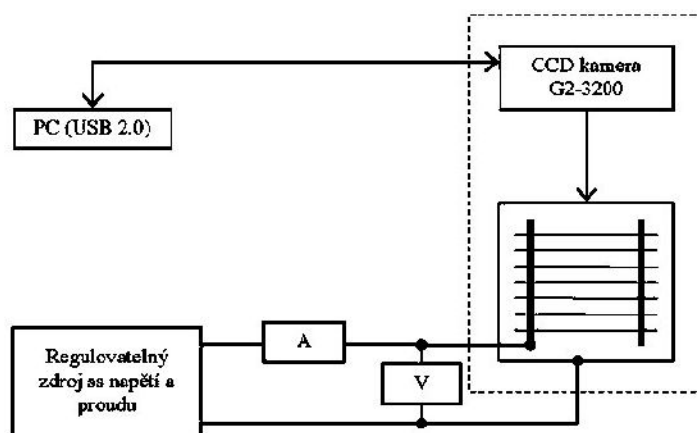 CCD kamera
G2-3200
PC (USB 2.0)
A
Regulovatelný
zdroj ss napětí a
proudu
V